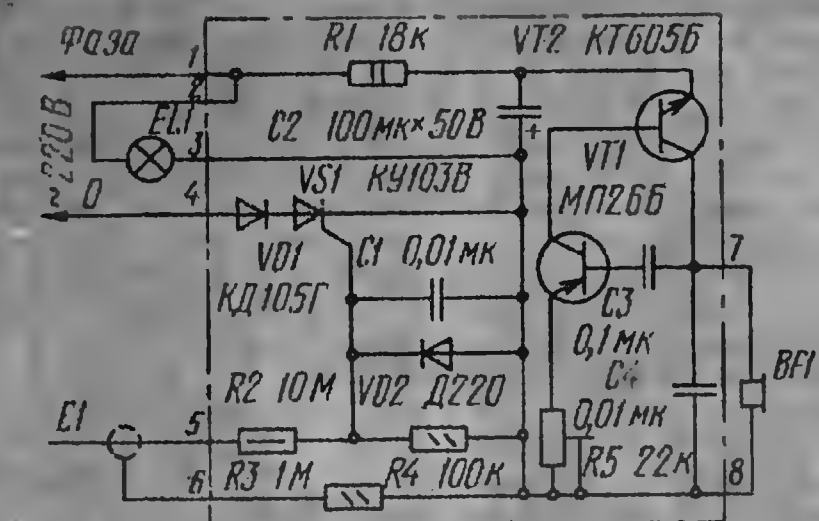 Фаза
1
R1 18к
VT2 КТ605Б
2
220В
EL1
C2 100мк×50В
+
3
VS1 КУ103В
VT1
МП26Б
~ 0
4
VD1
КД105Г
C1 0,01мк
7
C3
0,1мк
C4
0,01мк
BF1
R2 10М
VD2 Д220
E1
5
R3 1М
R4 100к
R5 22к
6
8